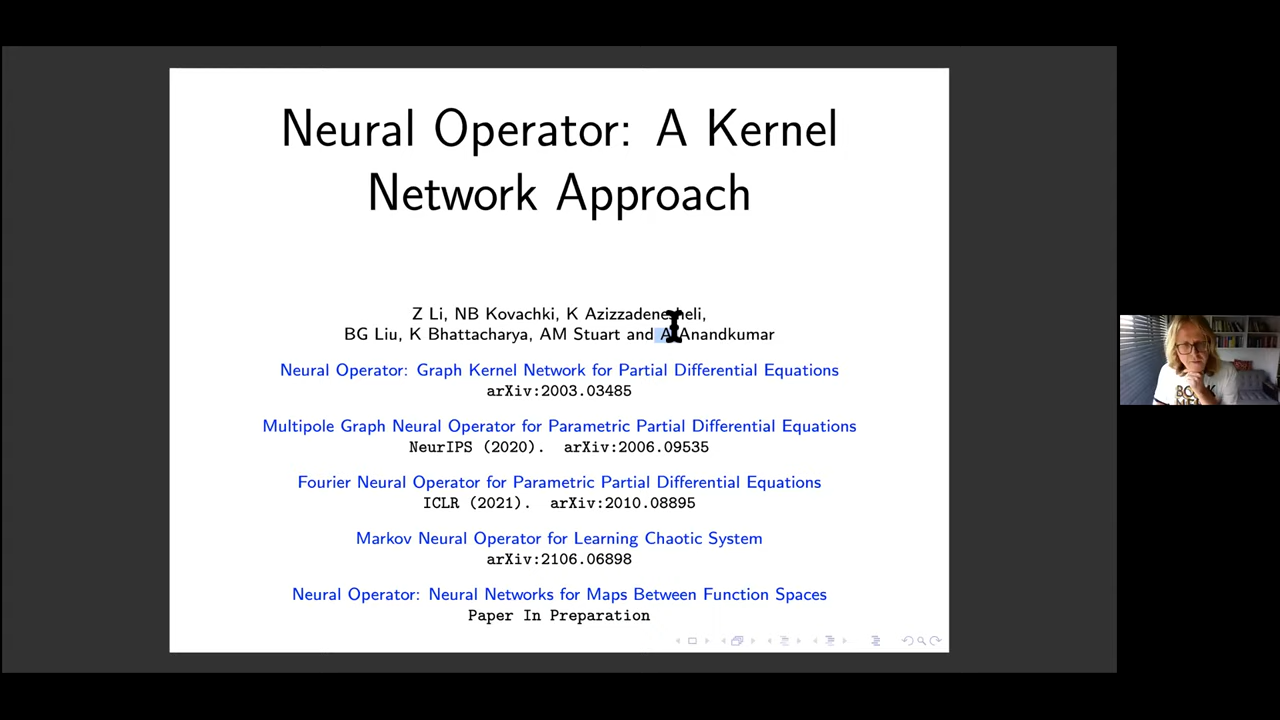 Neural Operator: A Kernel
Network Approach
Z Li, NB Kovachki, K Azizzadenesheli,
BG Liu, K Bhattacharya, AM Stuart and A Anandkumar
Neural Operator: Graph Kernel Network for Partial Differential Equations
arXiv:2003.03485
Multipole Graph Neural Operator for Parametric Partial Differential Equations
NeurIPS (2020). arXiv:2006.09535
Fourier Neural Operator for Parametric Partial Differential Equations
ICLR (2021). arXiv:2010.08895
Markov Neural Operator for Learning Chaotic System
arXiv:2106.06898
Neural Operator: Neural Networks for Maps Between Function Spaces
Paper In Preparation